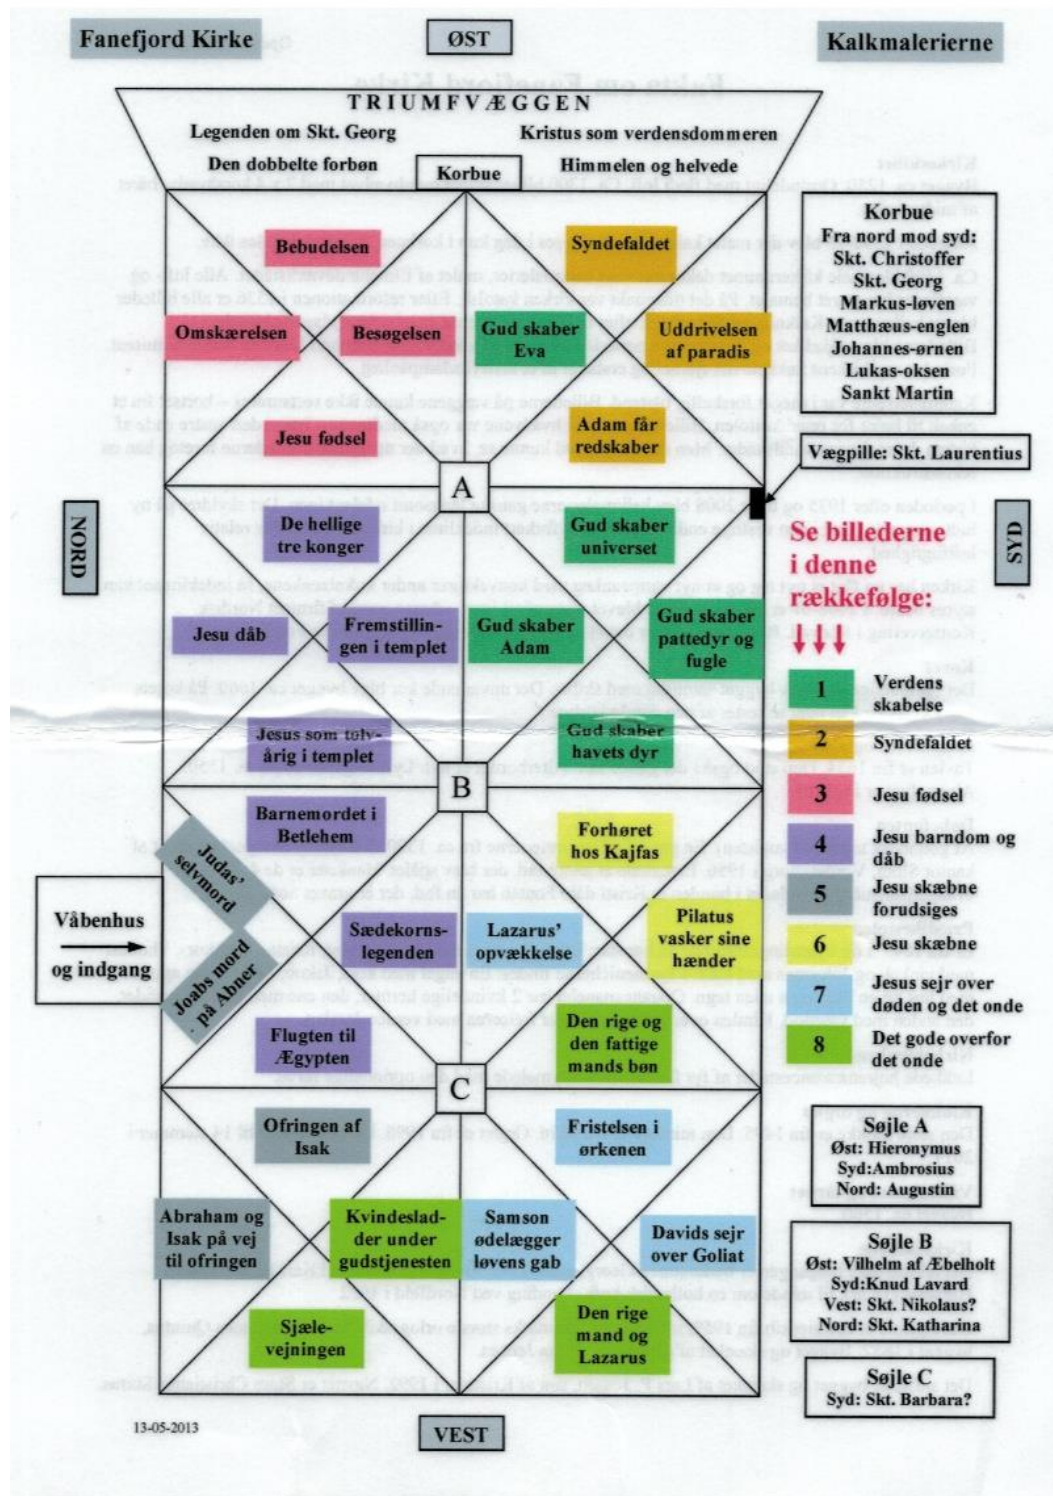 Fanefjord Kirke
ØST
Kalkmalerierne
TRIUMFVÆGGEN
Legenden om Skt. Georg
Kristus som verdensdommeren
Den dobbelte forbøn
Himmelen og helvede
Korbue
Bebudelsen
Syndefaldet
Omskærelsen
Besøgelsen
Gud skaber
Eva
Uddrivelsen
af paradis
Jesu fødsel
Adam får
redskaber
Korbue
Fra nord mod syd:
Skt. Christoffer
Skt. Georg
Markus-løven
Matthæus-englen
Johannes-ørnen
Lukas-oksen
Sankt Martin
Vægpille: Skt. Laurentius
A
NORD
SYD
De hellige
tre konger
Gud skaber
universet
Jesu dåb
Fremstillin-
gen i templet
Gud skaber
Adam
Gud skaber
pattedyr og
fugle
Jesus som tolv-
årig i templet
Gud skaber
havets dyr
Se billederne
i denne
rækkefølge:
1
Verdens
skabelse
2
Syndefaldet
3
Jesu fødsel
4
Jesu barndom og
dåb
5
Jesu skæbne
forudsiges
6
Jesu skæbne
7
Jesus sejr over
døden og det onde
8
Det gode overfor
det onde
B
Barnemordet i
Betlehem
Forhøret
hos Kajfas
Judas'
selvmord
Våbenhus
og indgang
Joabs mord
på Abner
Sædekorns-
legenden
Lazarus'
opvækkelse
Pilatus
vasker sine
hænder
Flugten til
Ægypten
Den rige og
den fattige
mands bøn
C
Ofringen af
Isak
Fristelsen i
ørkenen
Abraham og
Isak på vej
til ofringen
Kvindeslad-
der under
gudstjenesten
Samson
ødelægger
løvens gab
Davids sejr
over Goliat
Sjæle-
vejningen
Den rige
mand og
Lazarus
Søjle A
Øst: Hieronymus
Syd:Ambrosius
Nord: Augustin
Søjle B
Øst: Vilhelm af Æbelholt
Syd:Knud Lavard
Vest: Skt. Nikolaus?
Nord: Skt. Katharina
Søjle C
Syd: Skt. Barbara?
13-05-2013
VEST